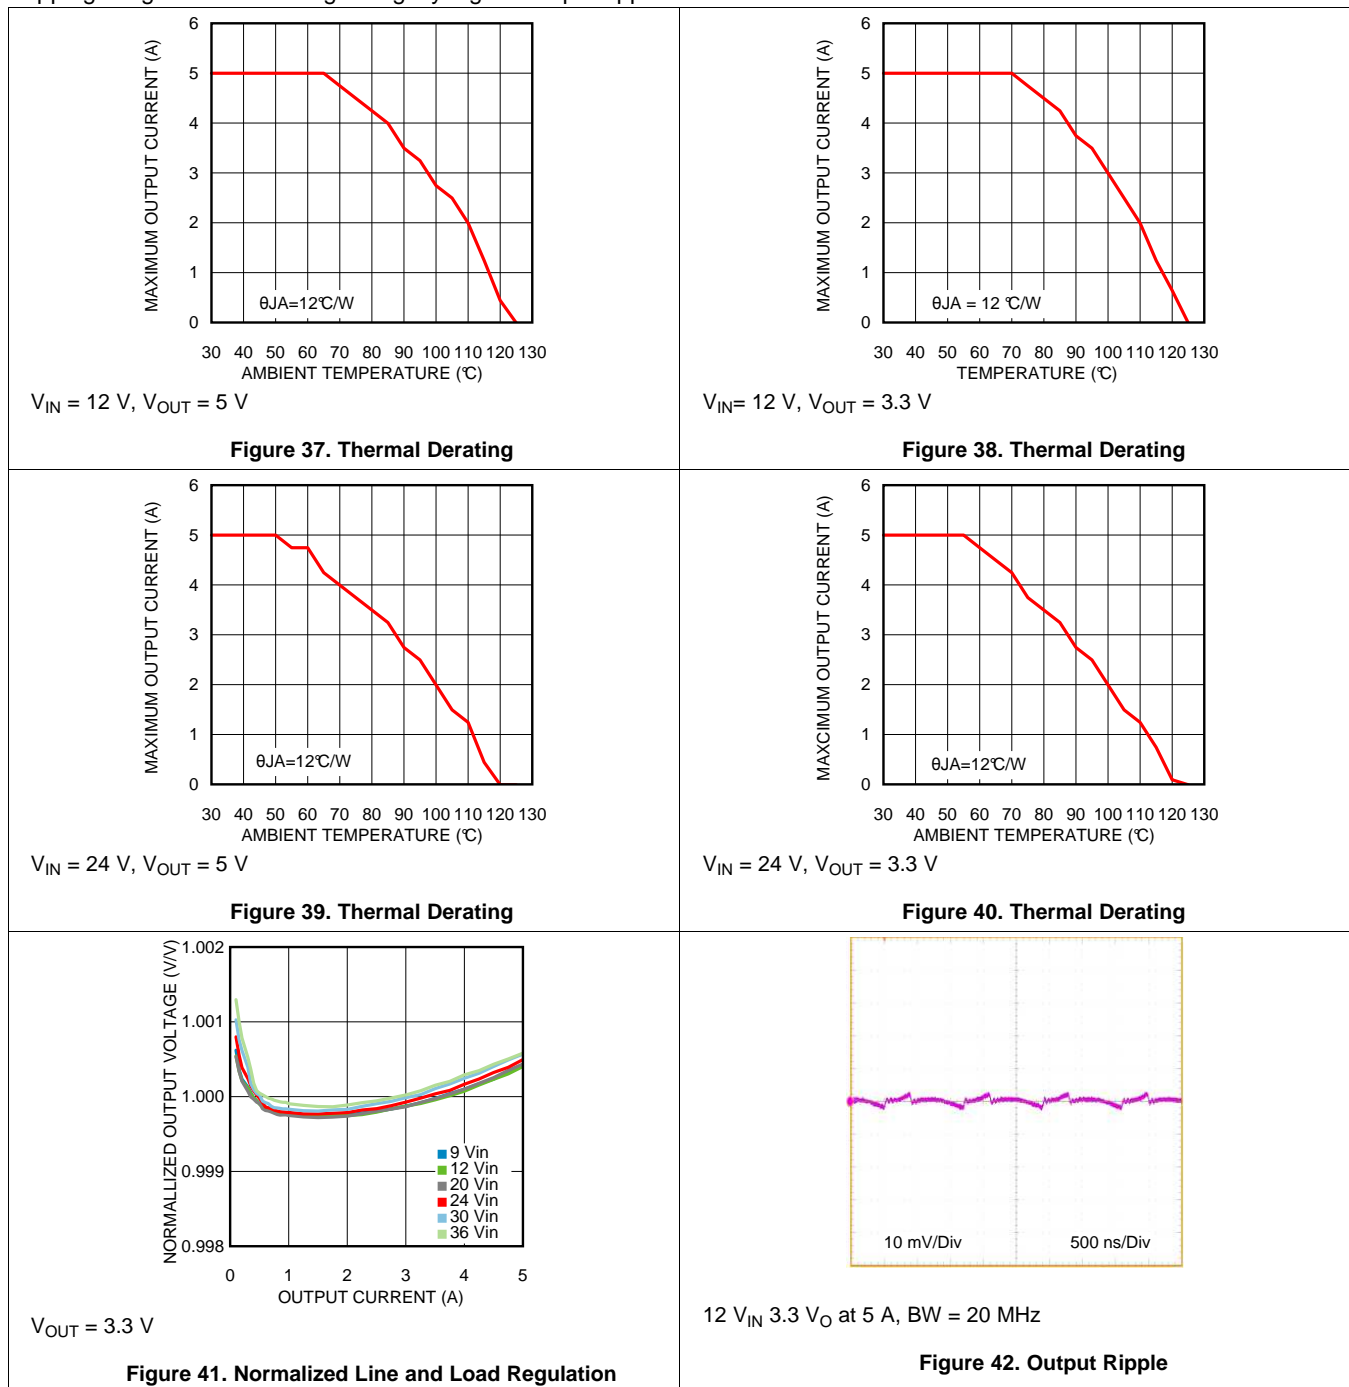 6
5
4
3
2
1
0
MAXIMUM OUTPUT CURRENT (A)
θJA=12°C/W
30 40 50 60 70 80 90 100 110 120 130
AMBIENT TEMPERATURE (°C)
VIN = 12 V, VOUT = 5 V
Figure 37. Thermal Derating
6
5
4
3
2
1
0
MAXIMUM OUTPUT CURRENT (A)
θJA = 12 °C/W
30 40 50 60 70 80 90 100 110 120 130
TEMPERATURE (°C)
VIN= 12 V, VOUT = 3.3 V
Figure 38. Thermal Derating
6
5
4
3
2
1
0
MAXIMUM OUTPUT CURRENT (A)
θJA=12°C/W
30 40 50 60 70 80 90 100 110 120 130
AMBIENT TEMPERATURE (°C)
VIN = 24 V, VOUT = 5 V
Figure 39. Thermal Derating
6
5
4
3
2
1
0
MAXCIMUM OUTPUT CURRENT (A)
θJA=12°C/W
30 40 50 60 70 80 90 100 110 120 130
AMBIENT TEMPERATURE (°C)
VIN = 24 V, VOUT = 3.3 V
Figure 40. Thermal Derating
1.002
1.001
1.000
0.999
0.998
NORMALLIZED OUTPUT VOLTAGE (V/V)
9 Vin
12 Vin
20 Vin
24 Vin
30 Vin
36 Vin
0 1 2 3 4 5
OUTPUT CURRENT (A)
VOUT = 3.3 V
Figure 41. Normalized Line and Load Regulation
10 mV/Div 500 ns/Div
12 VIN 3.3 VO at 5 A, BW = 20 MHz
Figure 42. Output Ripple